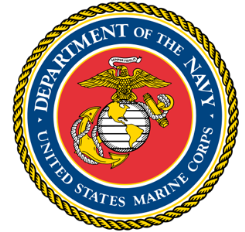 DEPARTMENT OF THE NAVY
UNITED STATES MARINE CORPS